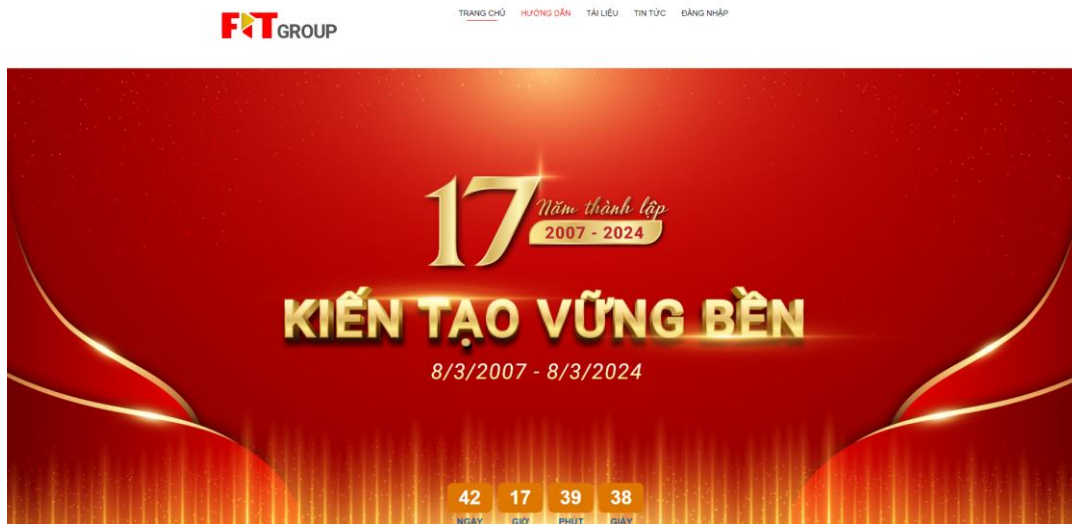 FIT GROUP
TRANG CHỦ HƯỚNG DẪN TÀI LIỆU TIN TỨC ĐĂNG NHẬP
17
Năm thành lập
2007 - 2024
KIẾN TẠO VỮNG BỀN
8/3/2007 - 8/3/2024
42 17 39 38
NGÀY GIỜ PHÚT GIÂY